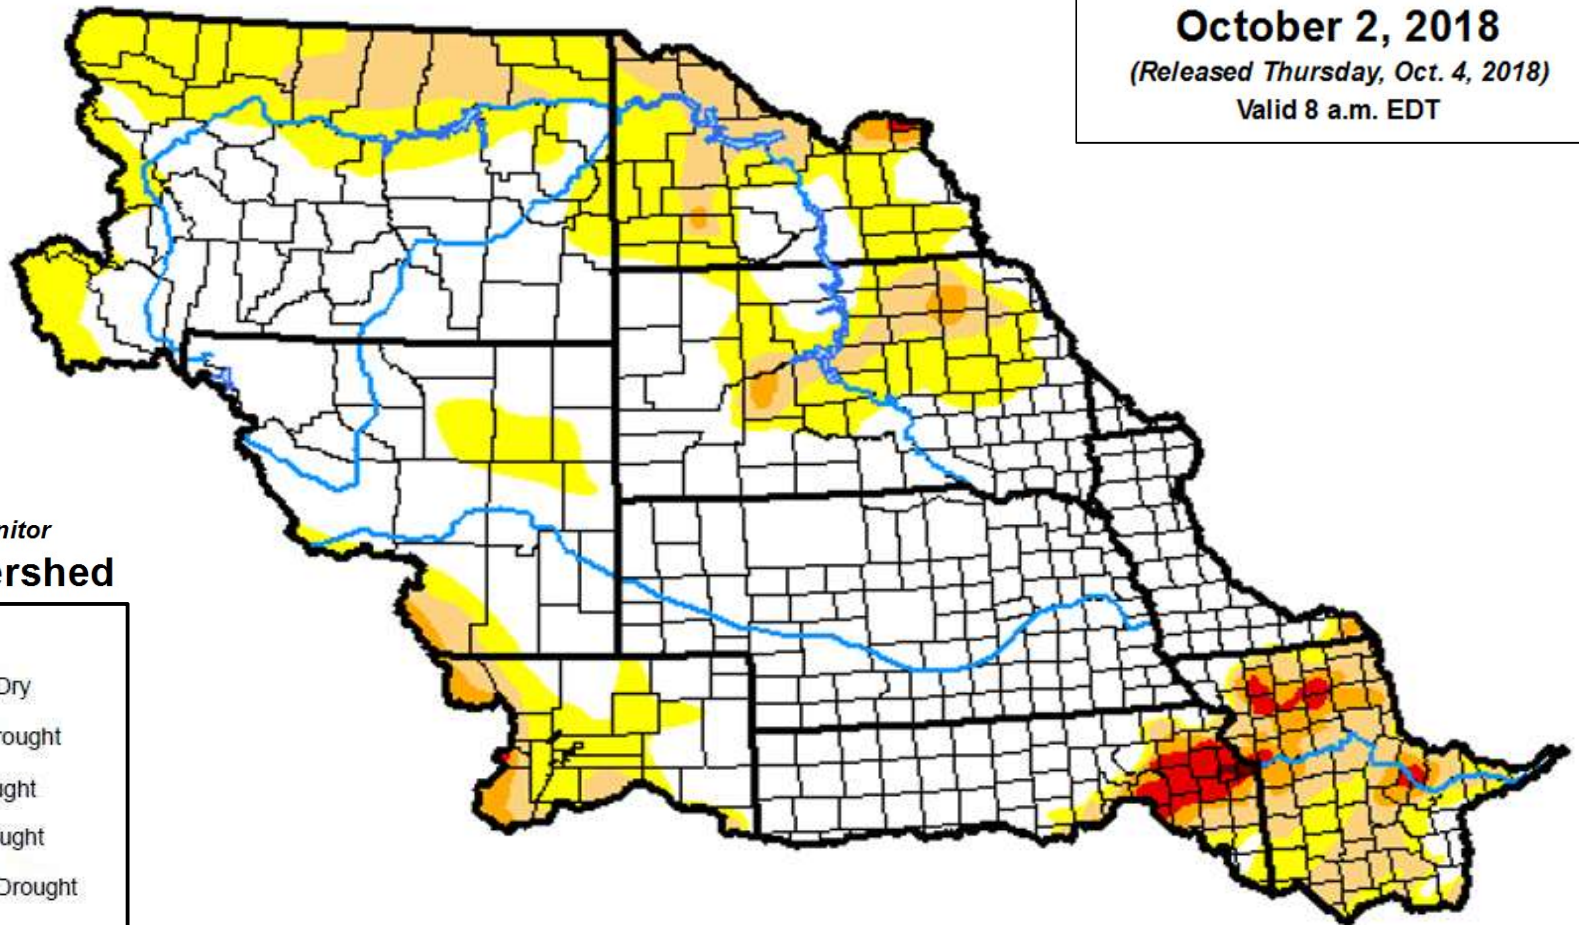 October 2, 2018
(Released Thursday, Oct. 4, 2018)
Valid 8 a.m. EDT
nitor
ershed
Dry
rought
ught
ught
Drought